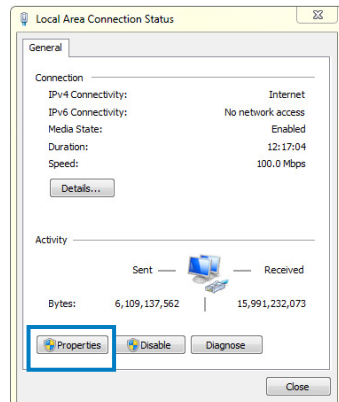 Local Area Connection Status
General
Connection
IPv4 Connectivity: Internet
IPv6 Connectivity: No network access
Media State: Enabled
Duration: 12:17:04
Speed: 100.0 Mbps
Details...
Activity
Sent Received
Bytes: 6,109,137,562 15,991,232,073
Properties Disable Diagnose
Close